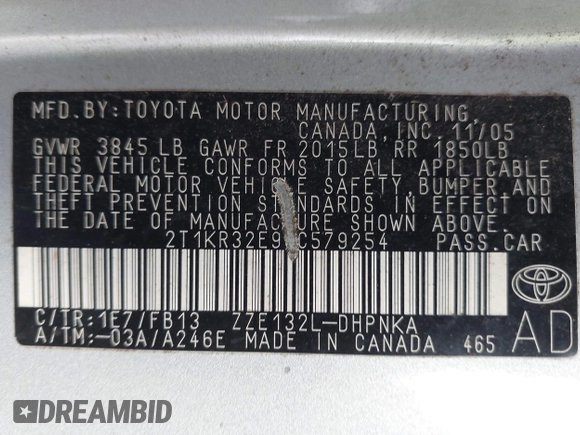 MFD.BY:TOYOTA MOTOR MANUFACTURING,
CANADA, INC. 11/05
GVWR 3845 LB GAWR FR 2015LB RR 1850LB
THIS VEHICLE CONFORMS TO ALL APPLICABLE
FEDERAL MOTOR VEHICLE SAFETY, BUMPER AND
THEFT PREVENTION STANDARDS IN EFFECT ON
THE DATE OF MANUFACTURE SHOWN ABOVE.
PASS.CAR
C/TR:1E7/FB13 ZZE132L-DHPNKA
A/TM:-03A/A246E MADE IN CANADA 465
TOYOTA
AD
DREAMBID